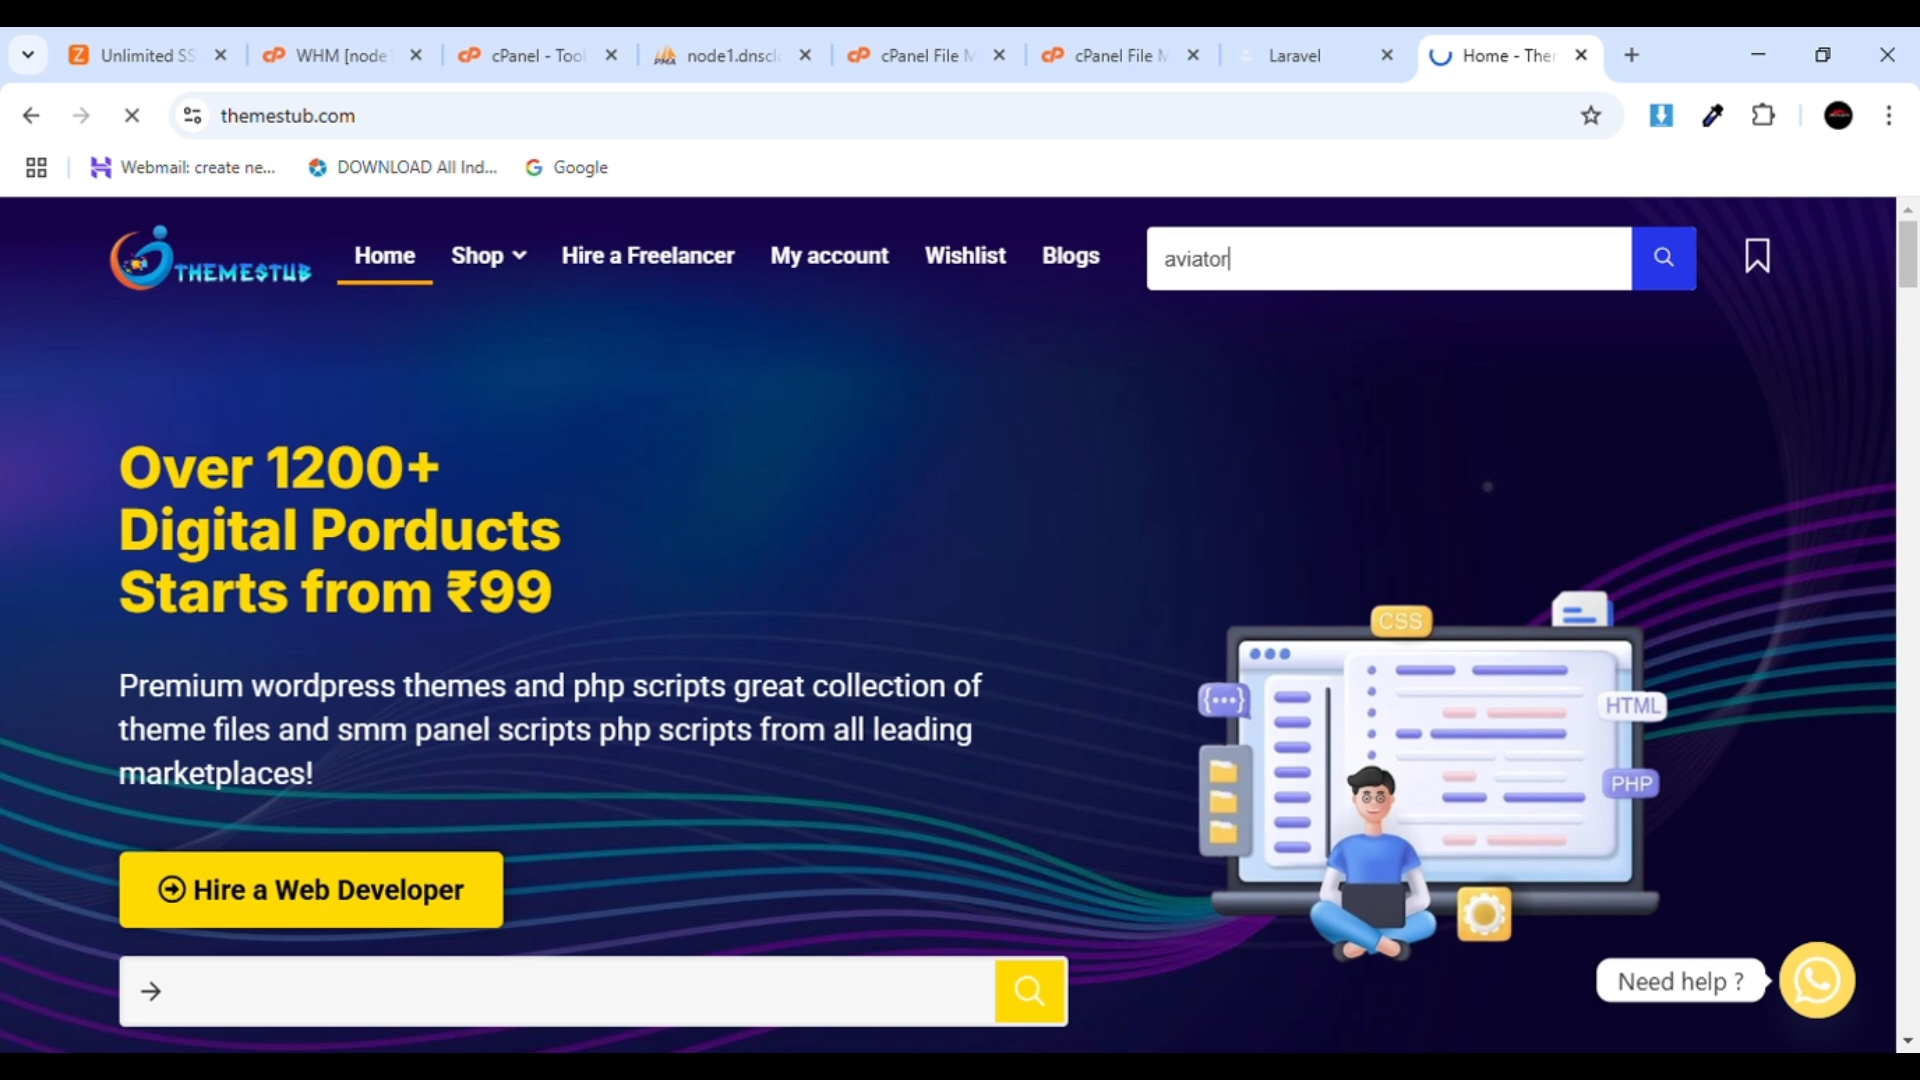 Unlimited SS
WHM [node
cPanel - Tool
node1.dnscl
cPanel File M
cPanel File M
Laravel
Home - Ther
themestub.com
Webmail: create ne...
DOWNLOAD All Ind...
Google
THEMESTUB
Home
Shop
Hire a Freelancer
My account
Wishlist
Blogs
aviator
Over 1200+
Digital Porducts
Starts from ₹99
Premium wordpress themes and php scripts great collection of
theme files and smm panel scripts php scripts from all leading
marketplaces!
CSS
{...}
HTML
PHP
Hire a Web Developer
Need help ?